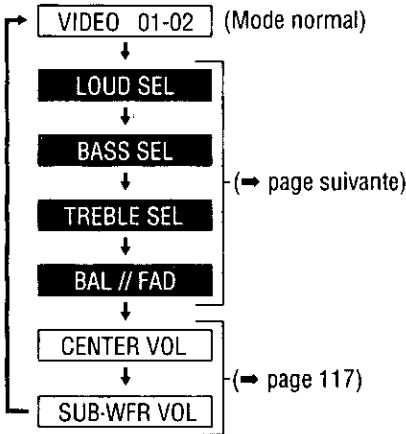 VIDEO 01-02 (Mode normal)
LOUD SEL
BASS SEL
(➡ page suivante)
TREBLE SEL
BAL // FAD
CENTER VOL
(➡ page 117)
SUB-WFR VOL